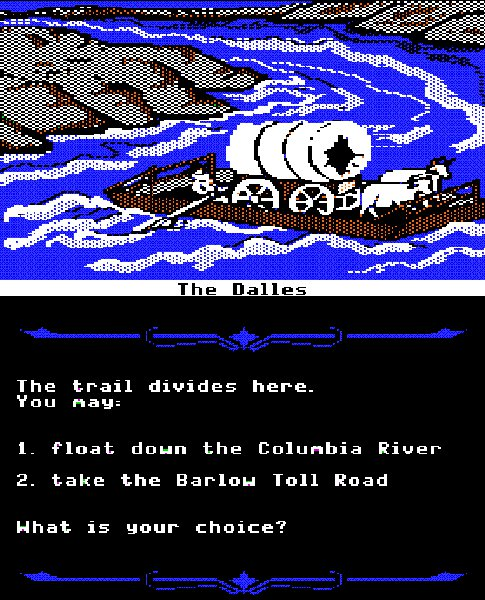 The Dalles
The trail divides here.
You may:
1. float down the Columbia River
2. take the Barlow Toll Road
What is your choice?